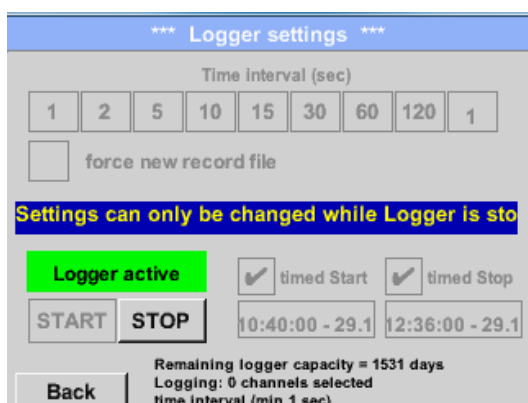 *** Logger settings ***
Time interval (sec)
1 2 5 10 15 30 60 120 1
force new record file
Settings can only be changed while Logger is sto
Logger active
timed Start
timed Stop
START STOP
10:40:00 - 29.1
12:36:00 - 29.1
Remaining logger capacity = 1531 days
Logging: 0 channels selected
time interval (min 1 sec)
Back